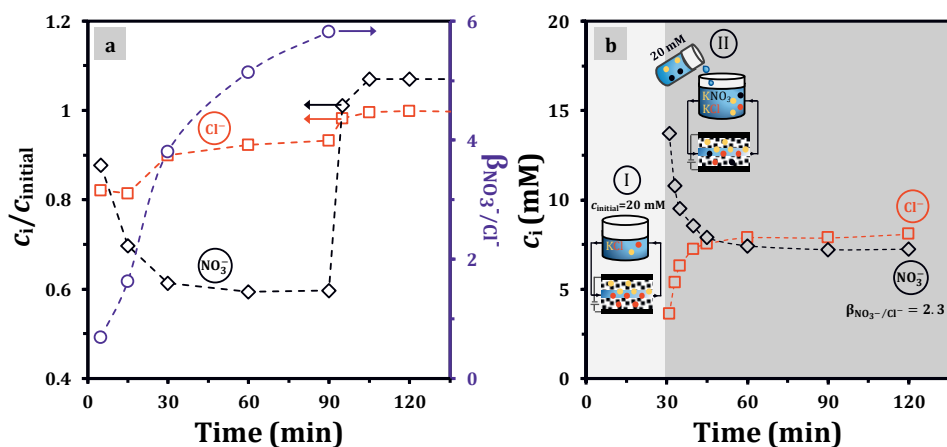 a
1.2
1
0.8
0.6
0.4
cᵢ/c_initial
Cl⁻
NO₃⁻
6
4
2
0
β_NO₃⁻/Cl⁻
0 30 60 90 120
Time (min)
b
20
15
10
5
0
cᵢ (mM)
20 mM
II
KNO₃
KCl
I
c_initial=20 mM
KCl
Cl⁻
NO₃⁻
β_NO₃⁻/Cl⁻ = 2.3
0 30 60 90 120
Time (min)